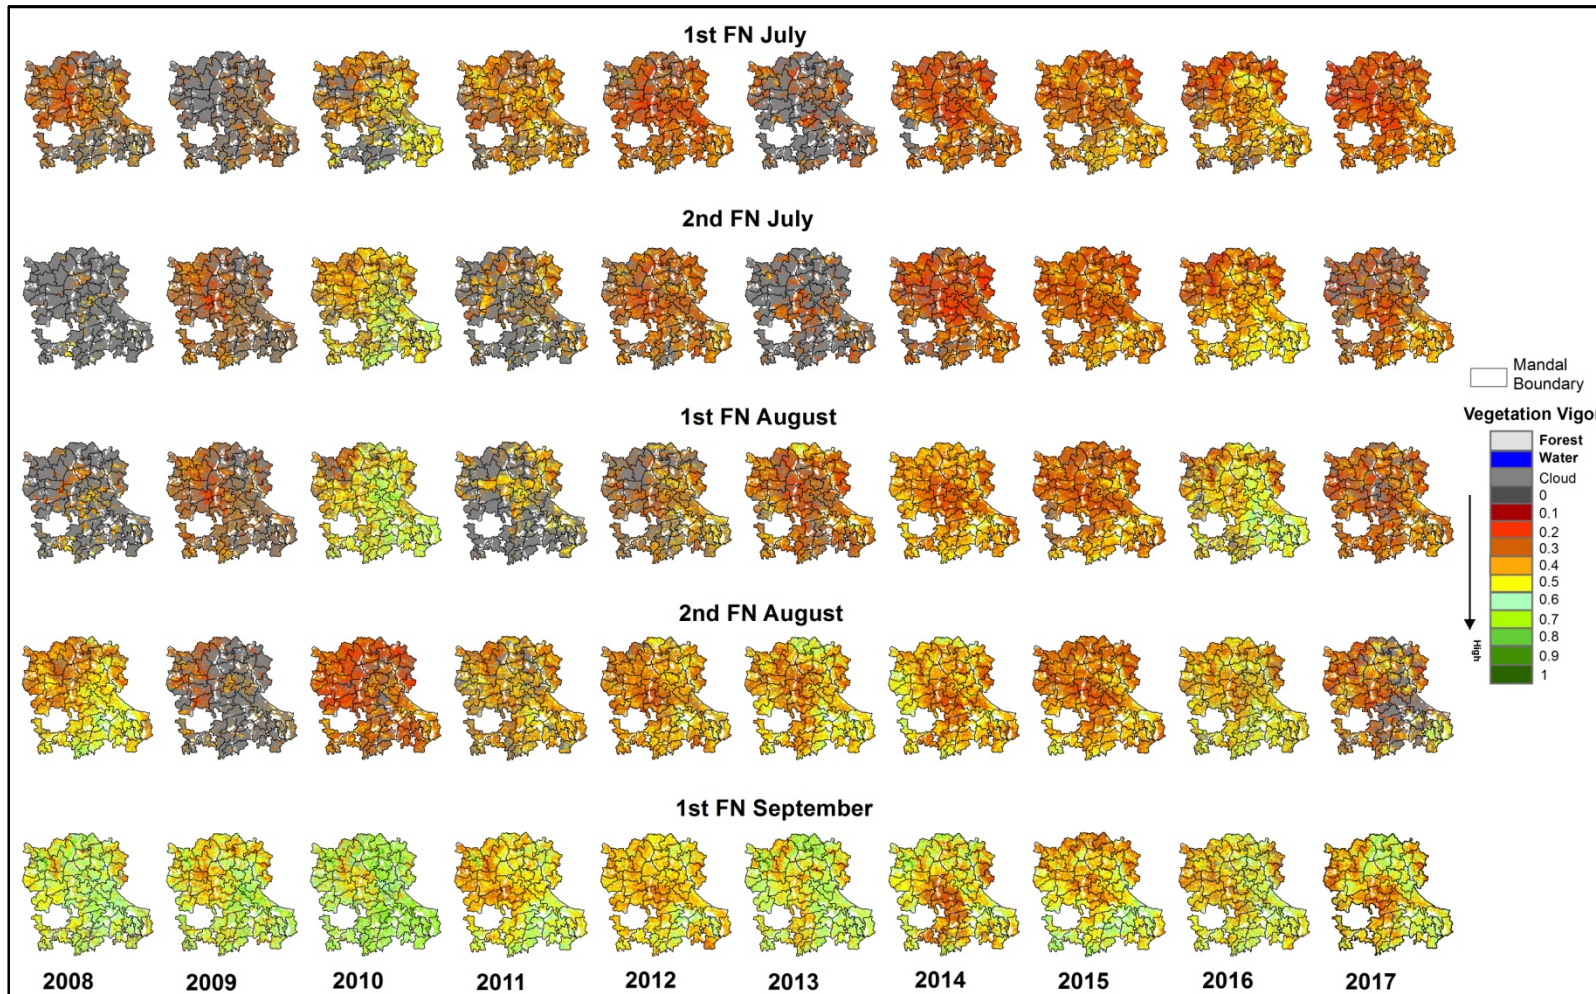 1st FN July
2nd FN July
1st FN August
2nd FN August
1st FN September
2008 2009 2010 2011 2012 2013 2014 2015 2016 2017
Mandal
Boundary
Vegetation Vigor
Forest
Water
Cloud
0
0.1
0.2
0.3
0.4
0.5
0.6
0.7
0.8
0.9
1
High